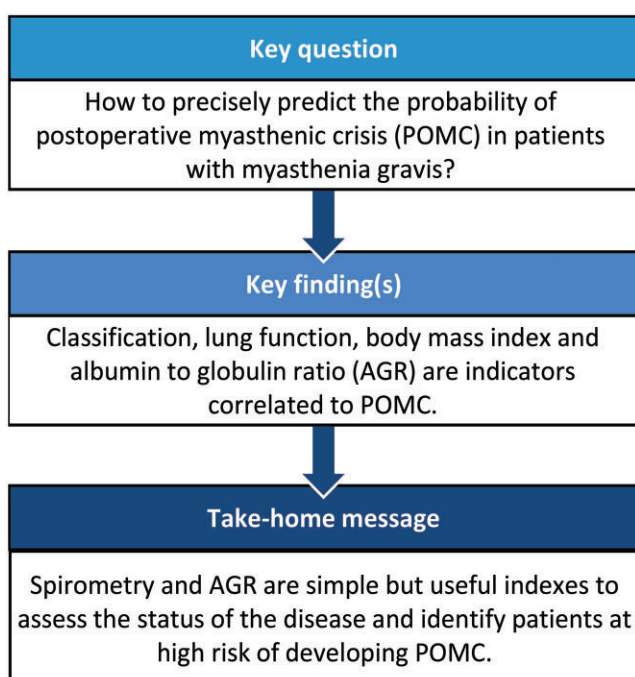 Key question
How to precisely predict the probability of
postoperative myasthenic crisis (POMC) in patients
with myasthenia gravis?
Key finding(s)
Classification, lung function, body mass index and
albumin to globulin ratio (AGR) are indicators
correlated to POMC.
Take-home message
Spirometry and AGR are simple but useful indexes to
assess the status of the disease and identify patients at
high risk of developing POMC.